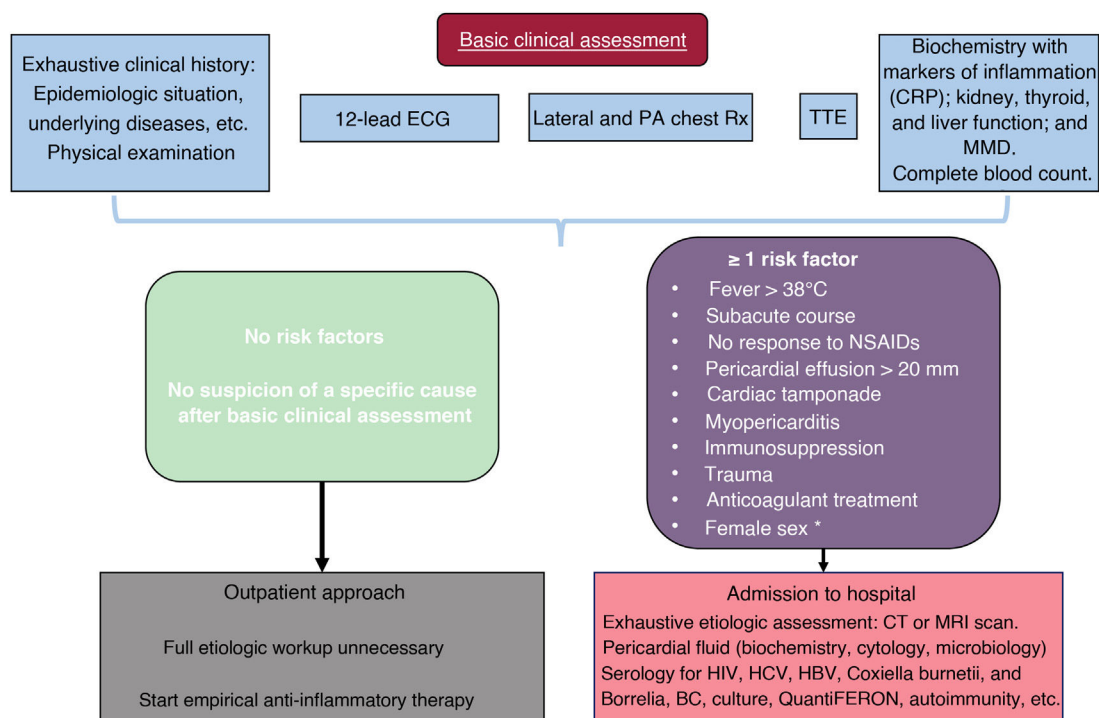 Basic clinical assessment
Exhaustive clinical history:
Epidemiologic situation,
underlying diseases, etc.
Physical examination
12-lead ECG
Lateral and PA chest Rx
TTE
Biochemistry with
markers of inflammation
(CRP); kidney, thyroid,
and liver function; and
MMD.
Complete blood count.
No risk factors
No suspicion of a specific cause
after basic clinical assessment
≥ 1 risk factor
• Fever > 38°C
• Subacute course
• No response to NSAIDs
• Pericardial effusion > 20 mm
• Cardiac tamponade
• Myopericarditis
• Immunosuppression
• Trauma
• Anticoagulant treatment
• Female sex *
Outpatient approach
Full etiologic workup unnecessary
Start empirical anti-inflammatory therapy
Admission to hospital
Exhaustive etiologic assessment: CT or MRI scan.
Pericardial fluid (biochemistry, cytology, microbiology)
Serology for HIV, HCV, HBV, Coxiella burnetii, and
Borrelia, BC, culture, QuantiFERON, autoimmunity, etc.